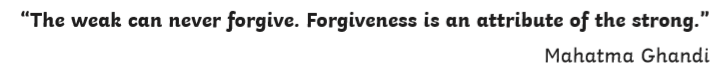 “The weak can never forgive. Forgiveness is an attribute of the strong.”
Mahatma Ghandi